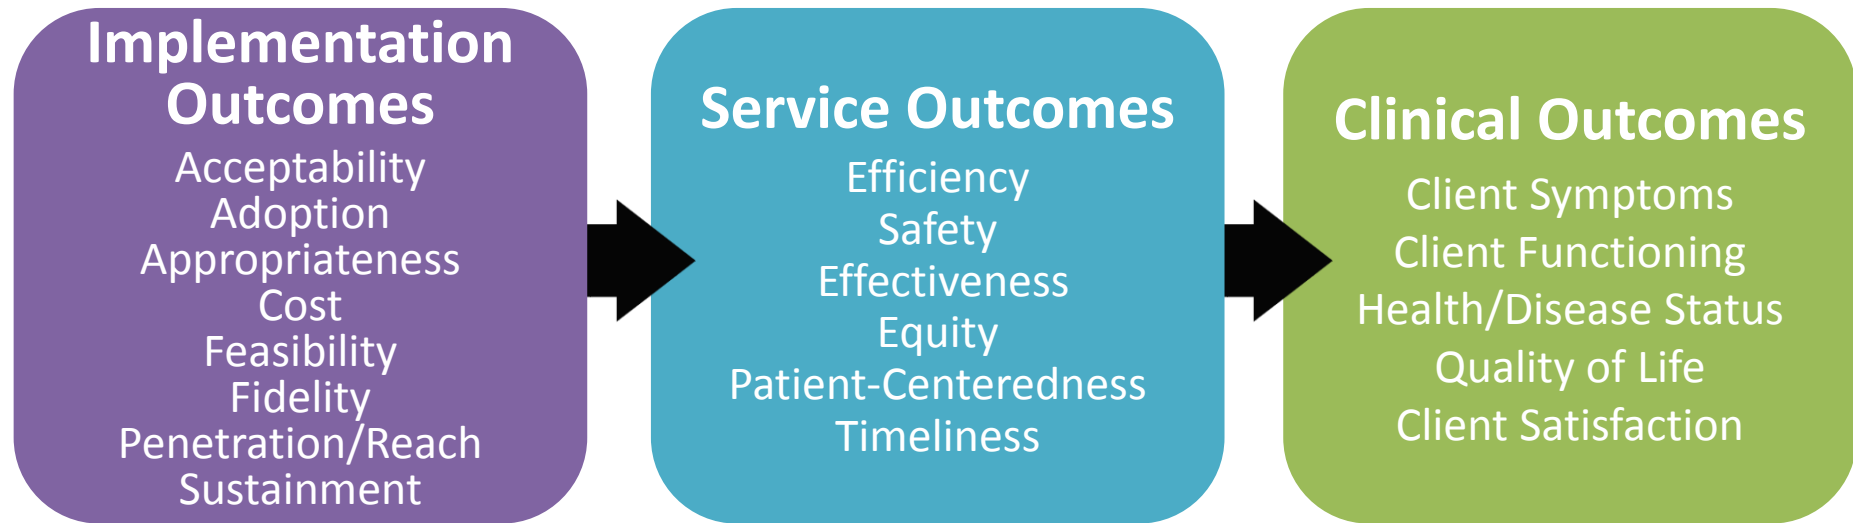 Implementation
Outcomes
Acceptability
Adoption
Appropriateness
Cost
Feasibility
Fidelity
Penetration/Reach
Sustainment
Service Outcomes
Efficiency
Safety
Effectiveness
Equity
Patient-Centeredness
Timeliness
Clinical Outcomes
Client Symptoms
Client Functioning
Health/Disease Status
Quality of Life
Client Satisfaction